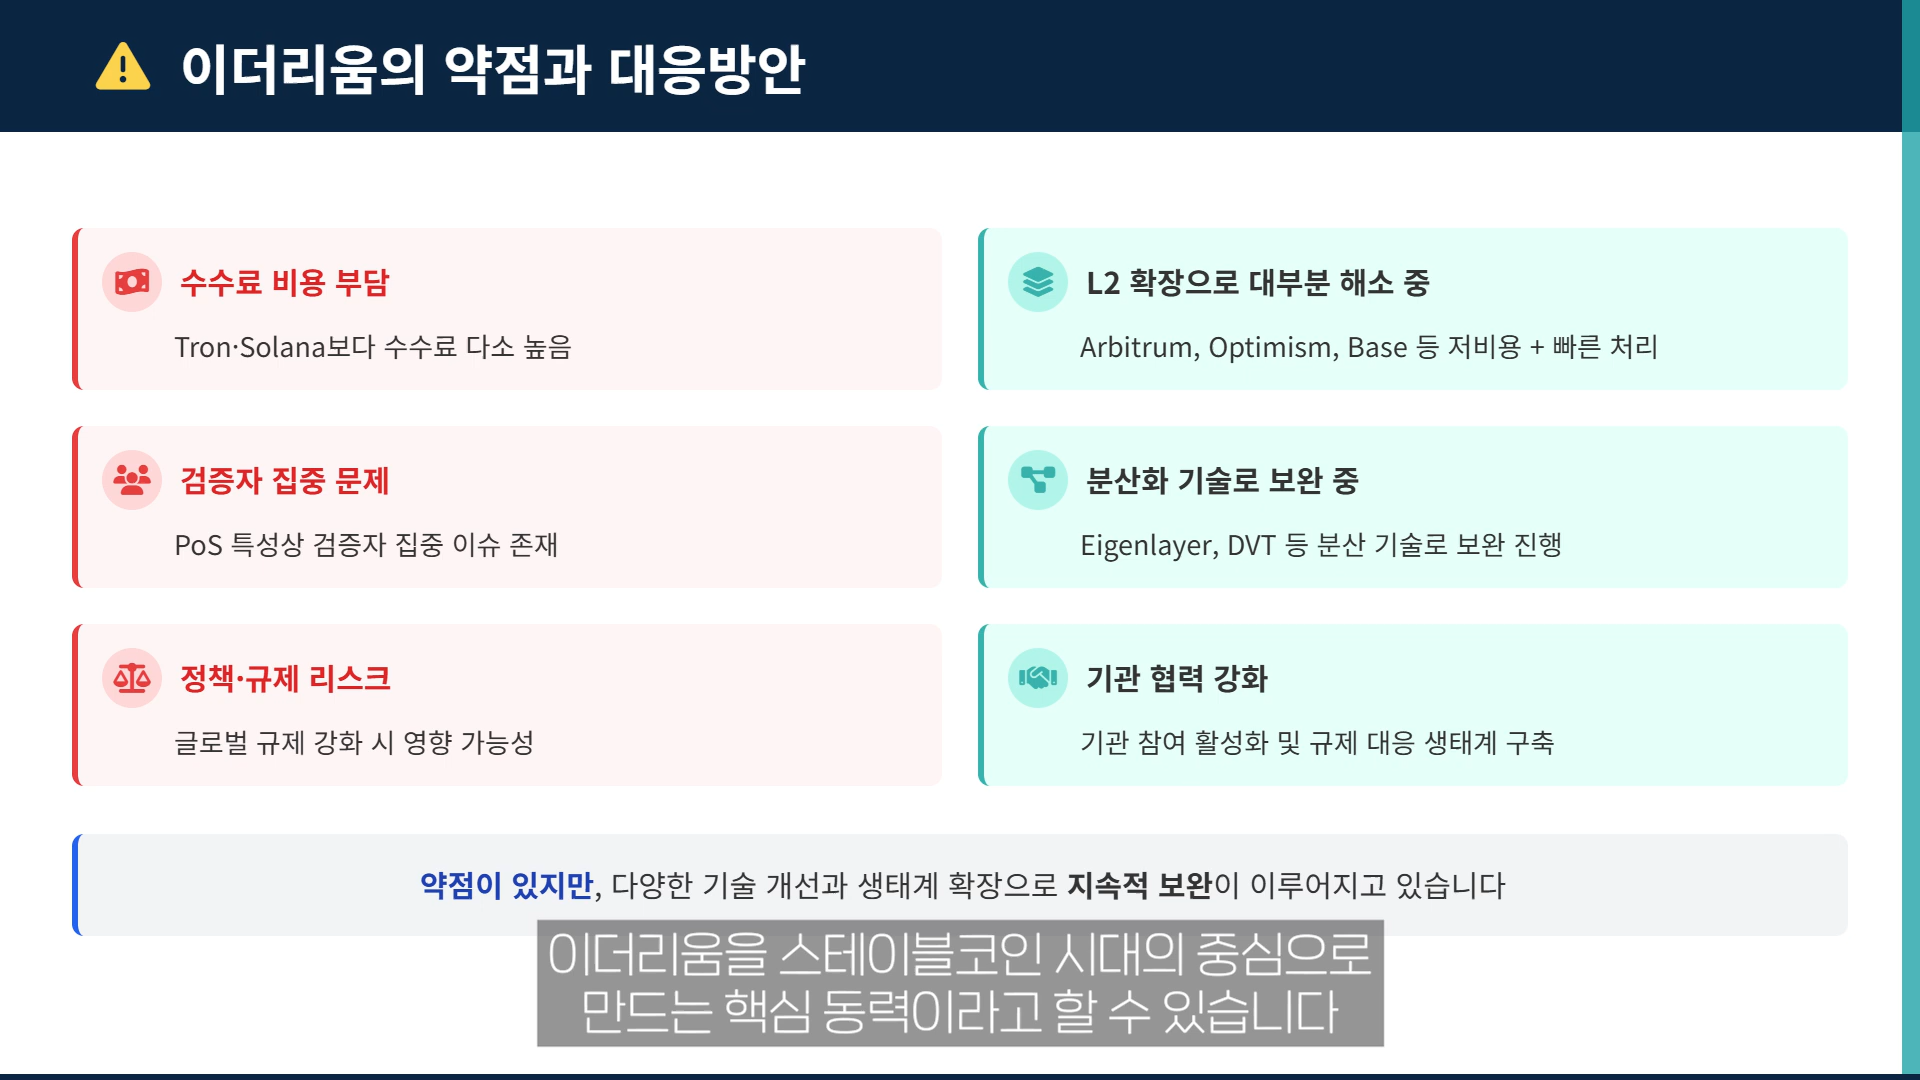 이더리움의 약점과 대응방안
수수료 비용 부담
Tron·Solana보다 수수료 다소 높음
L2 확장으로 대부분 해소 중
Arbitrum, Optimism, Base 등 저비용 + 빠른 처리
검증자 집중 문제
PoS 특성상 검증자 집중 이슈 존재
분산화 기술로 보완 중
Eigenlayer, DVT 등 분산 기술로 보완 진행
정책·규제 리스크
글로벌 규제 강화 시 영향 가능성
기관 협력 강화
기관 참여 활성화 및 규제 대응 생태계 구축
약점이 있지만, 다양한 기술 개선과 생태계 확장으로 지속적 보완이 이루어지고 있습니다
이더리움을 스테이블코인 시대의 중심으로
만드는 핵심 동력이라고 할 수 있습니다